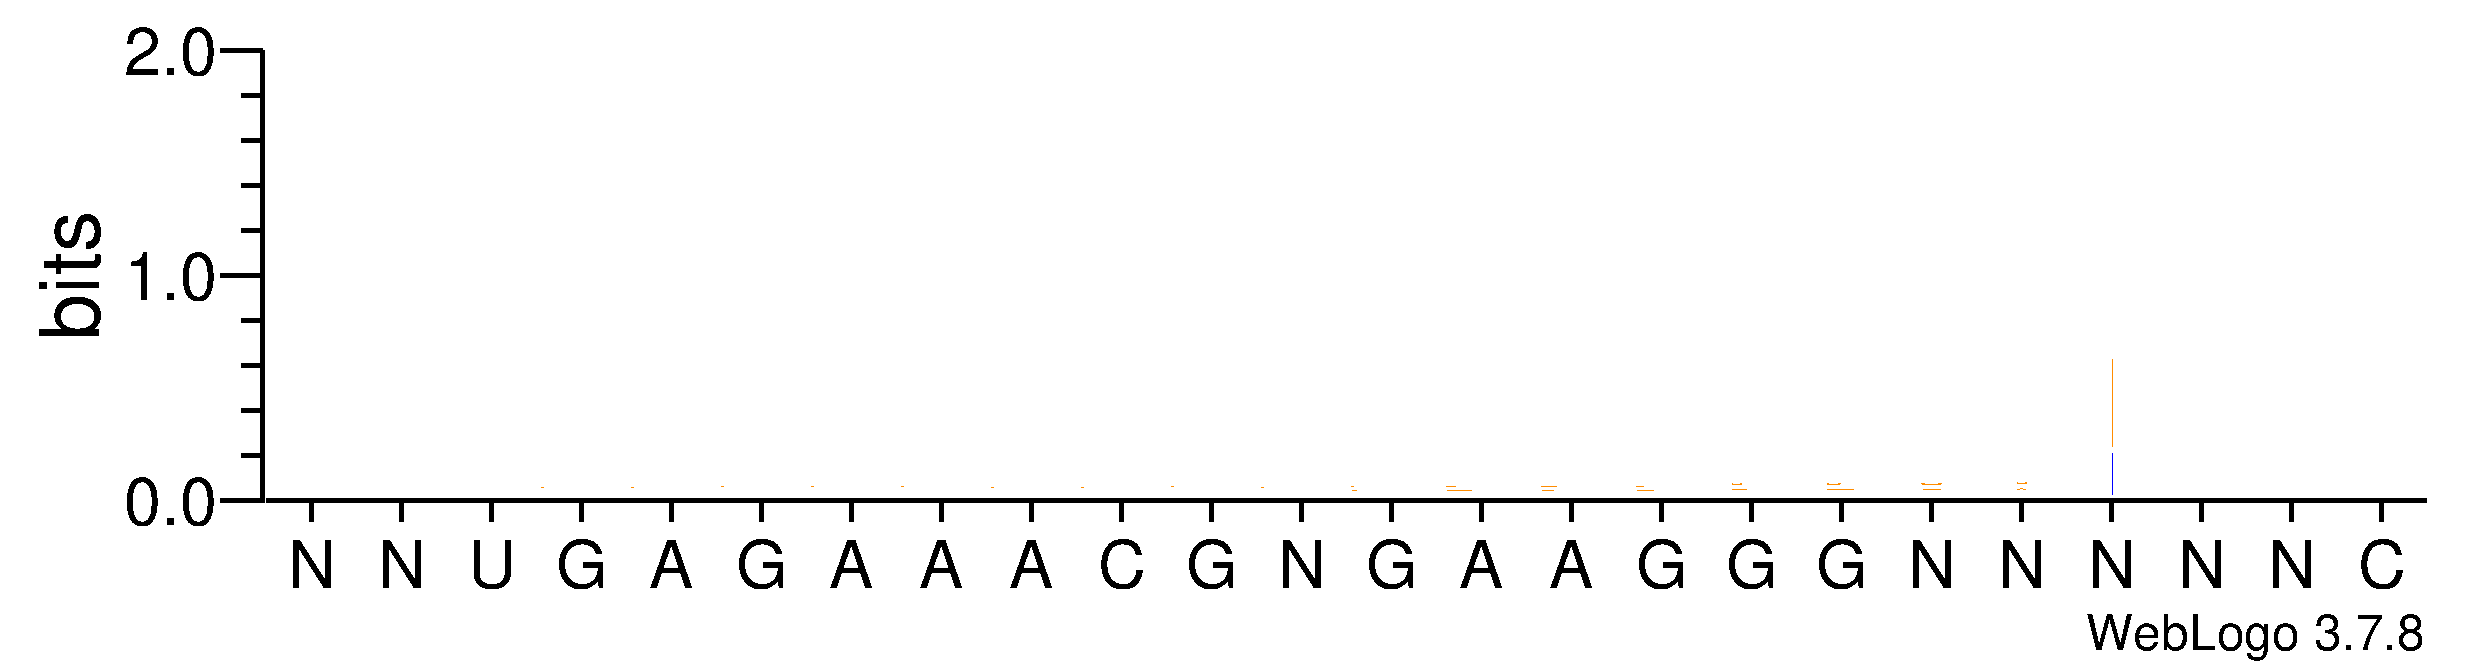 2.0
bits
1.0
0.0
N N U G A G A A A C G N G A A G G G N N N N N C
WebLogo 3.7.8